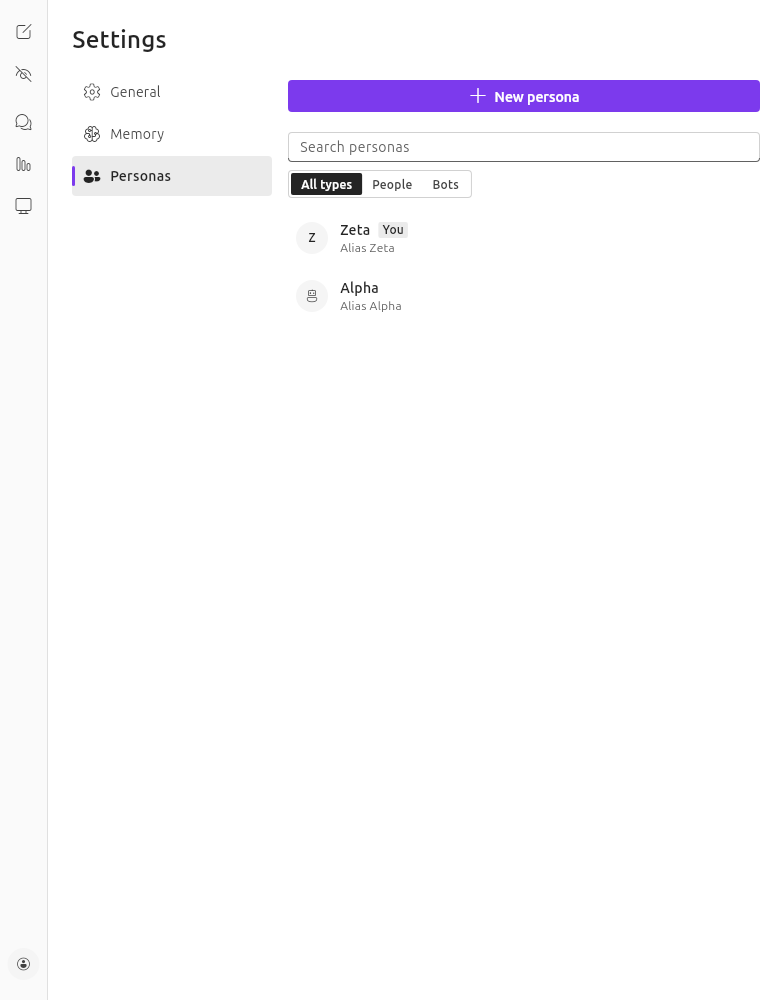 Settings
General
Memory
Personas
New persona
Search personas
All types People Bots
Z
Zeta You
Alias Zeta
Alpha
Alias Alpha